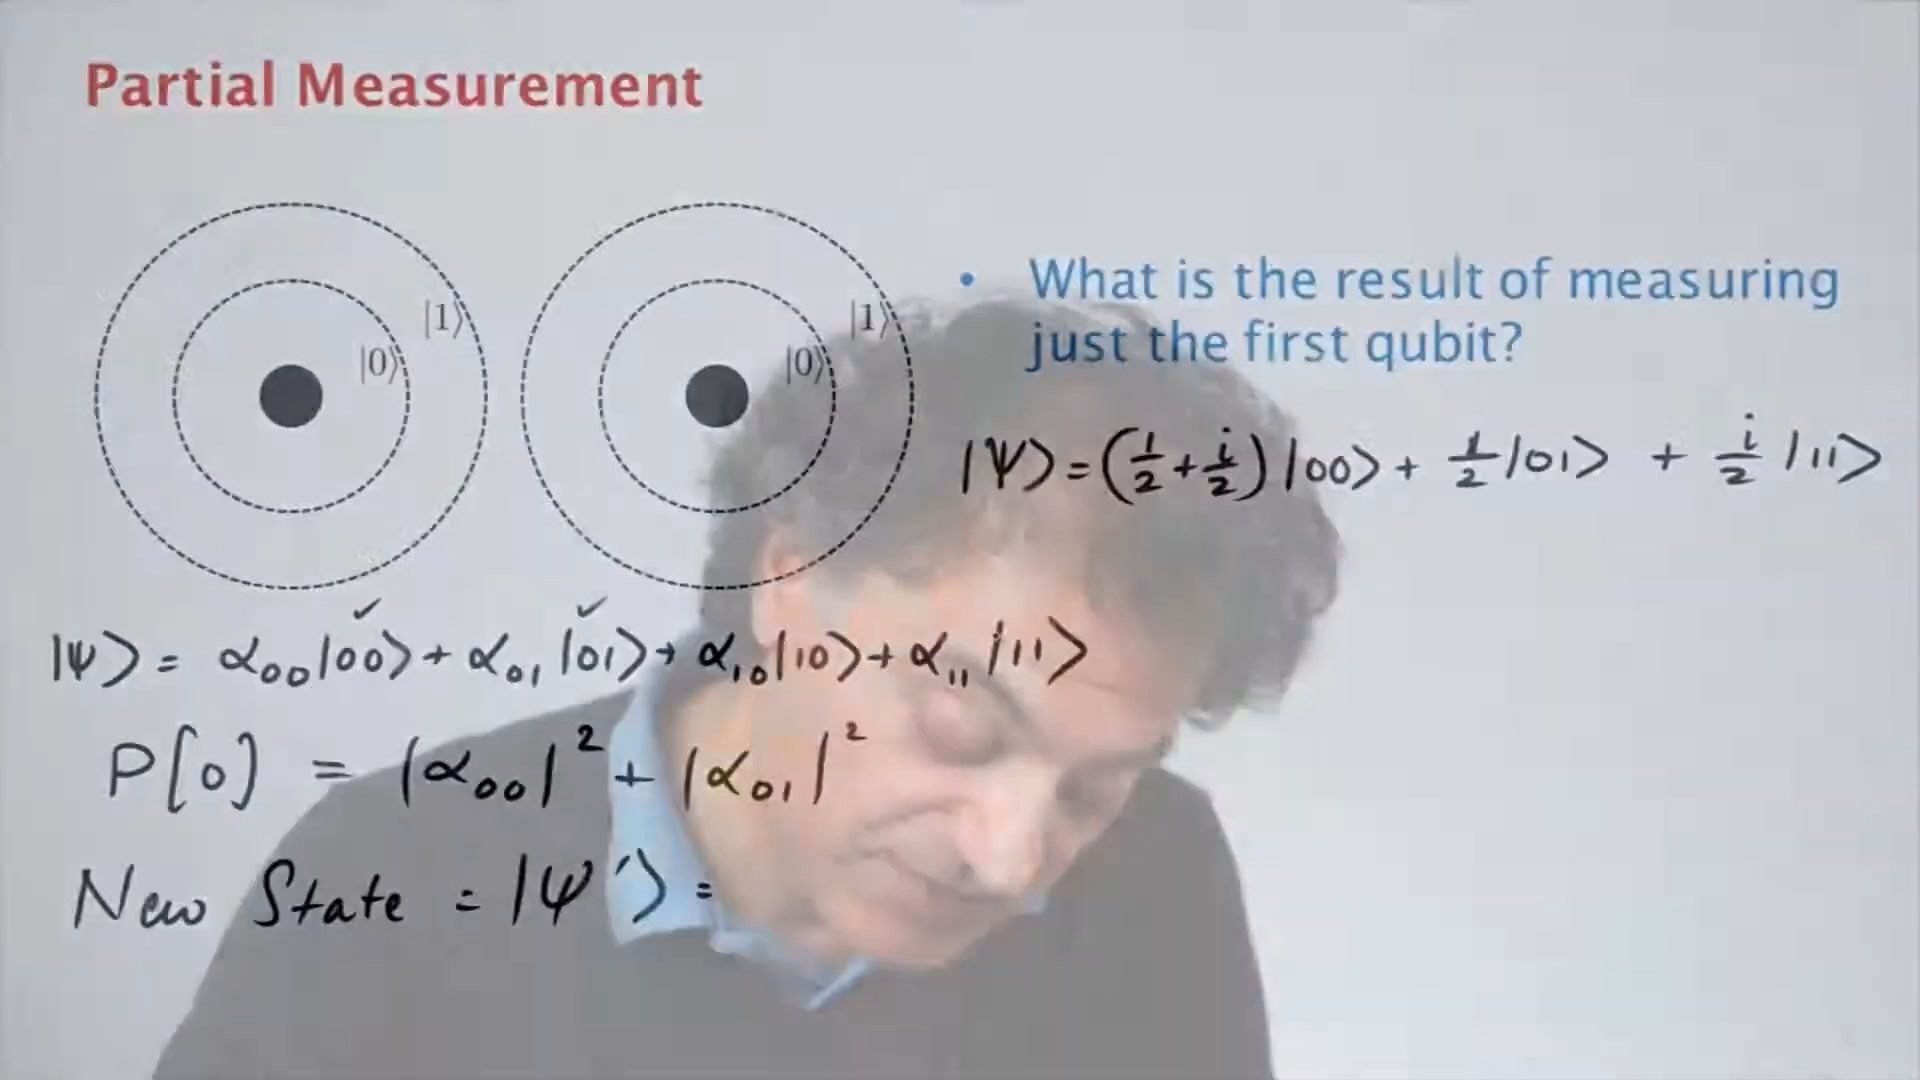 Partial Measurement
|1⟩
|0⟩
|1⟩
|0⟩
• What is the result of measuring
just the first qubit?
|Ψ⟩ = (1/2 + i/2) |00⟩ + 1/2 |01⟩ + i/2 |11⟩
✓ ✓
|Ψ⟩ = α₀₀|00⟩ + α₀₁|01⟩ + α₁₀|10⟩ + α₁₁|11⟩
P[0] = |α₀₀|² + |α₀₁|²
New State = |Ψ'⟩ =